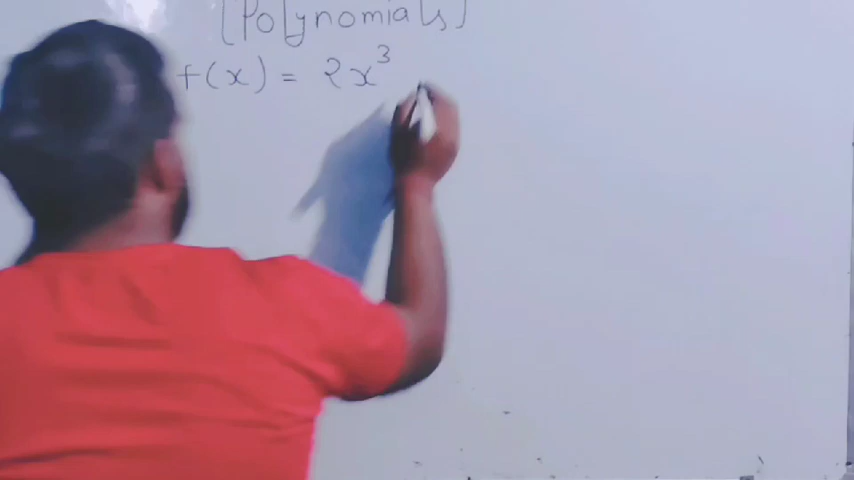 [Polynomials]
f(x) = 2x³